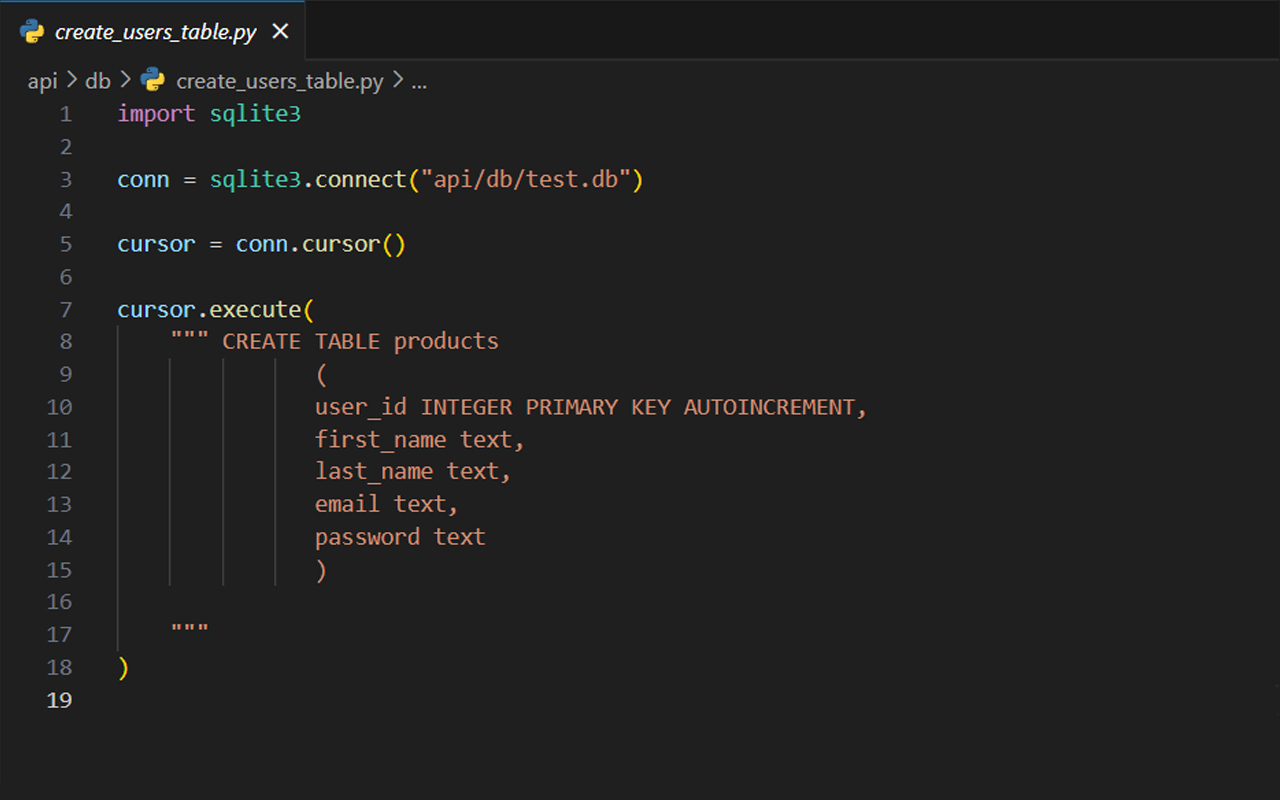 create_users_table.py ×
api > db > create_users_table.py > ...
1 import sqlite3
2
3 conn = sqlite3.connect("api/db/test.db")
4
5 cursor = conn.cursor()
6
7 cursor.execute(
8     """ CREATE TABLE products
9                (
10                user_id INTEGER PRIMARY KEY AUTOINCREMENT,
11                first_name text,
12                last_name text,
13                email text,
14                password text
15                )
16
17     """
18 )
19